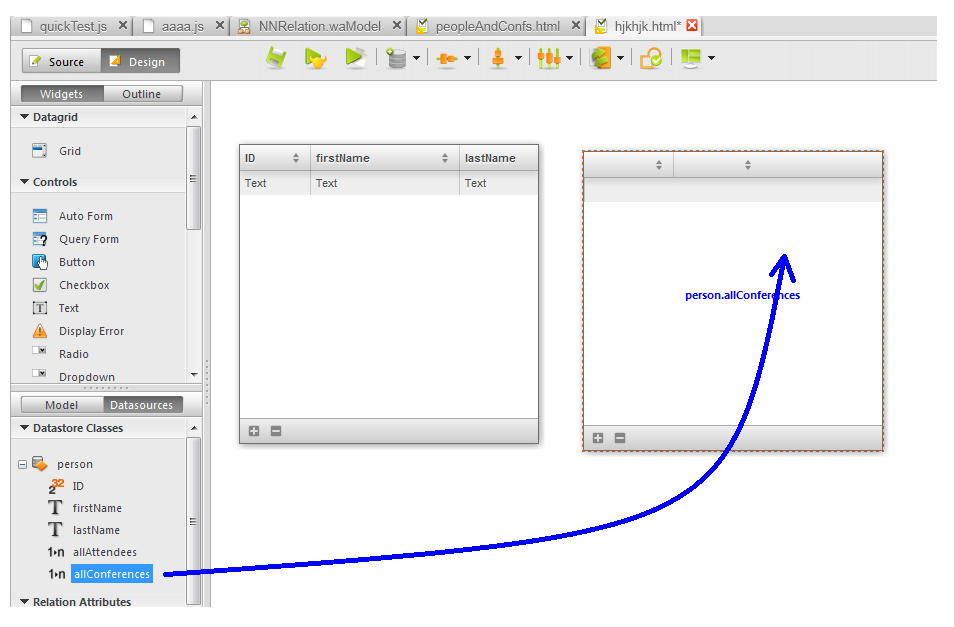 quickTest.js aaaa.js NNRelation.waModel peopleAndConfs.html hjkhjk.html*
Source Design
Widgets Outline
Datagrid
Grid
Controls
Auto Form
Query Form
Button
Checkbox
Text
Display Error
Radio
Dropdown
Model Datasources
Datastore Classes
person
ID
firstName
lastName
1▸n allAttendees
1▸n allConferences
Relation Attributes
ID firstName lastName
Text Text Text
person.allConferences